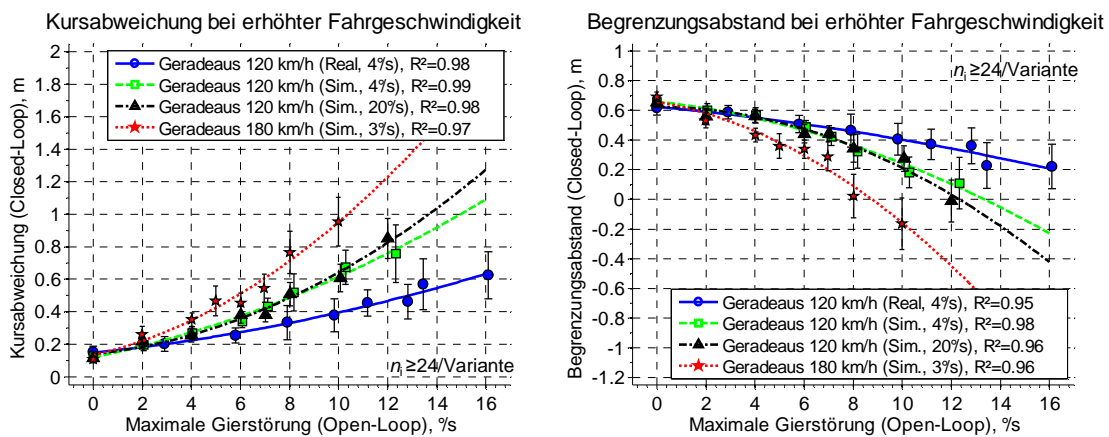 Kursabweichung bei erhöhter Fahrgeschwindigkeit
Kursabweichung (Closed-Loop), m
2
1.8
1.6
1.4
1.2
1
0.8
0.6
0.4
0.2
0
Geradeaus 120 km/h (Real, 4°/s), R²=0.98
Geradeaus 120 km/h (Sim., 4°/s), R²=0.99
Geradeaus 120 km/h (Sim., 20°/s), R²=0.98
Geradeaus 180 km/h (Sim., 3°/s), R²=0.97
n i ≥24/Variante
0 2 4 6 8 10 12 14 16
Maximale Gierstörung (Open-Loop), °/s
Begrenzungsabstand bei erhöhter Fahrgeschwindigkeit
Begrenzungsabstand (Closed-Loop), m
1
0.8
0.6
0.4
0.2
0
-0.2
-0.4
-0.6
-0.8
-1
-1.2
n i ≥24/Variante
Geradeaus 120 km/h (Real, 4°/s), R²=0.95
Geradeaus 120 km/h (Sim., 4°/s), R²=0.98
Geradeaus 120 km/h (Sim., 20°/s), R²=0.96
Geradeaus 180 km/h (Sim., 3°/s), R²=0.96
0 2 4 6 8 10 12 14 16
Maximale Gierstörung (Open-Loop), °/s